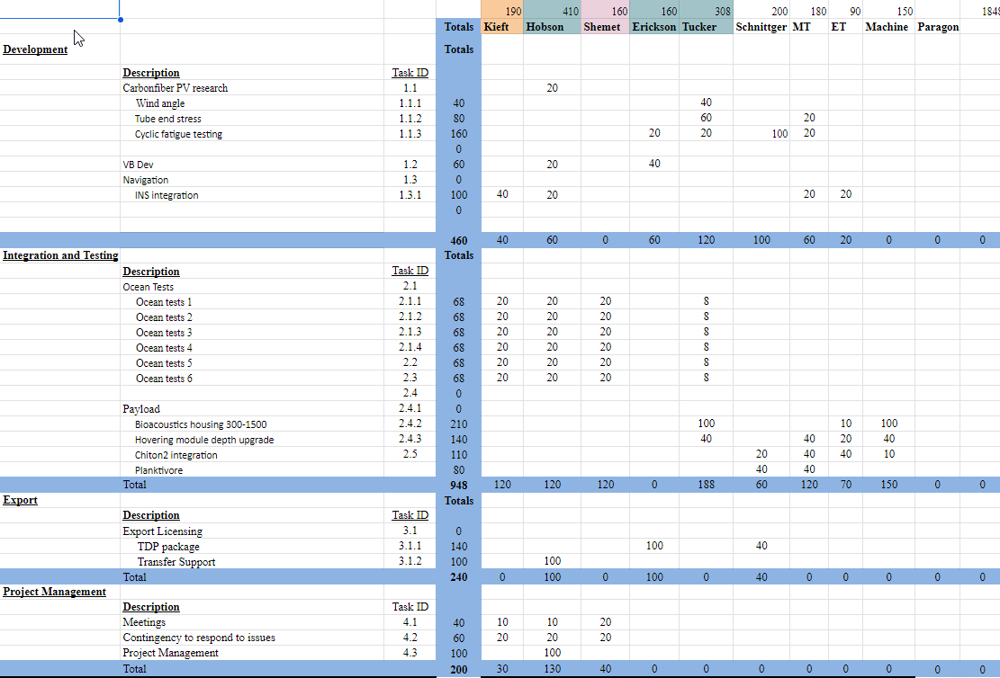 190 410 160 160 308 200 180 90 150 1848
Totals Kieft Hobson Shemet Erickson Tucker Schnittger MT ET Machine Paragon
Development Totals
Description Task ID
Carbonfiber PV research 1.1 20
Wind angle 1.1.1 40 40
Tube end stress 1.1.2 80 60 20
Cyclic fatigue testing 1.1.3 160 20 20 100 20
0
VB Dev 1.2 60 20 40
Navigation 1.3 0
INS integration 1.3.1 100 40 20 20 20
0
460 40 60 0 60 120 100 60 20 0 0 0
Integration and Testing Totals
Description Task ID
Ocean Tests 2.1
Ocean tests 1 2.1.1 68 20 20 20 8
Ocean tests 2 2.1.2 68 20 20 20 8
Ocean tests 3 2.1.3 68 20 20 20 8
Ocean tests 4 2.1.4 68 20 20 20 8
Ocean tests 5 2.2 68 20 20 20 8
Ocean tests 6 2.3 68 20 20 20 8
2.4 0
Payload 2.4.1 0
Bioacoustics housing 300-1500 2.4.2 210 100 10 100
Hovering module depth upgrade 2.4.3 140 40 40 20 40
Chiton2 integration 2.5 110 20 40 40 10
Planktivore 80 40 40
Total 948 120 120 120 0 188 60 120 70 150 0 0
Export Totals
Description Task ID
Export Licensing 3.1 0
TDP package 3.1.1 140 100 40
Transfer Support 3.1.2 100 100
Total 240 0 100 0 100 0 40 0 0 0 0 0
Project Management
Description Task ID
Meetings 4.1 40 10 10 20
Contingency to respond to issues 4.2 60 20 20 20
Project Management 4.3 100 100
Total 200 30 130 40 0 0 0 0 0 0 0 0